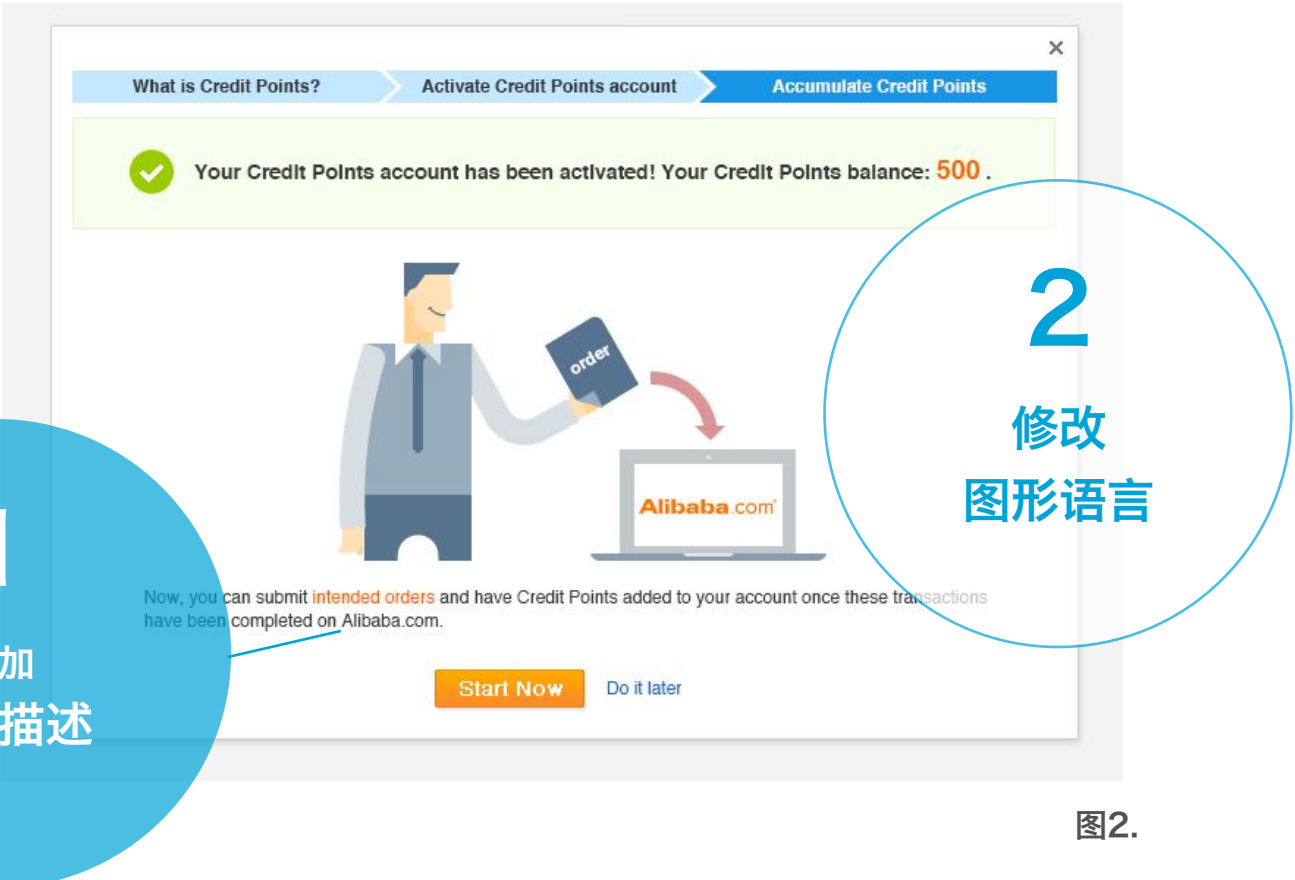 ×
What is Credit Points?
Activate Credit Points account
Accumulate Credit Points
Your Credit Points account has been activated! Your Credit Points balance: 500 .
order
Alibaba.com
2
修改
图形语言
Now, you can submit intended orders and have Credit Points added to your account once these transactions
have been completed on Alibaba.com.
1
加
描述
Start Now
Do it later
图2.